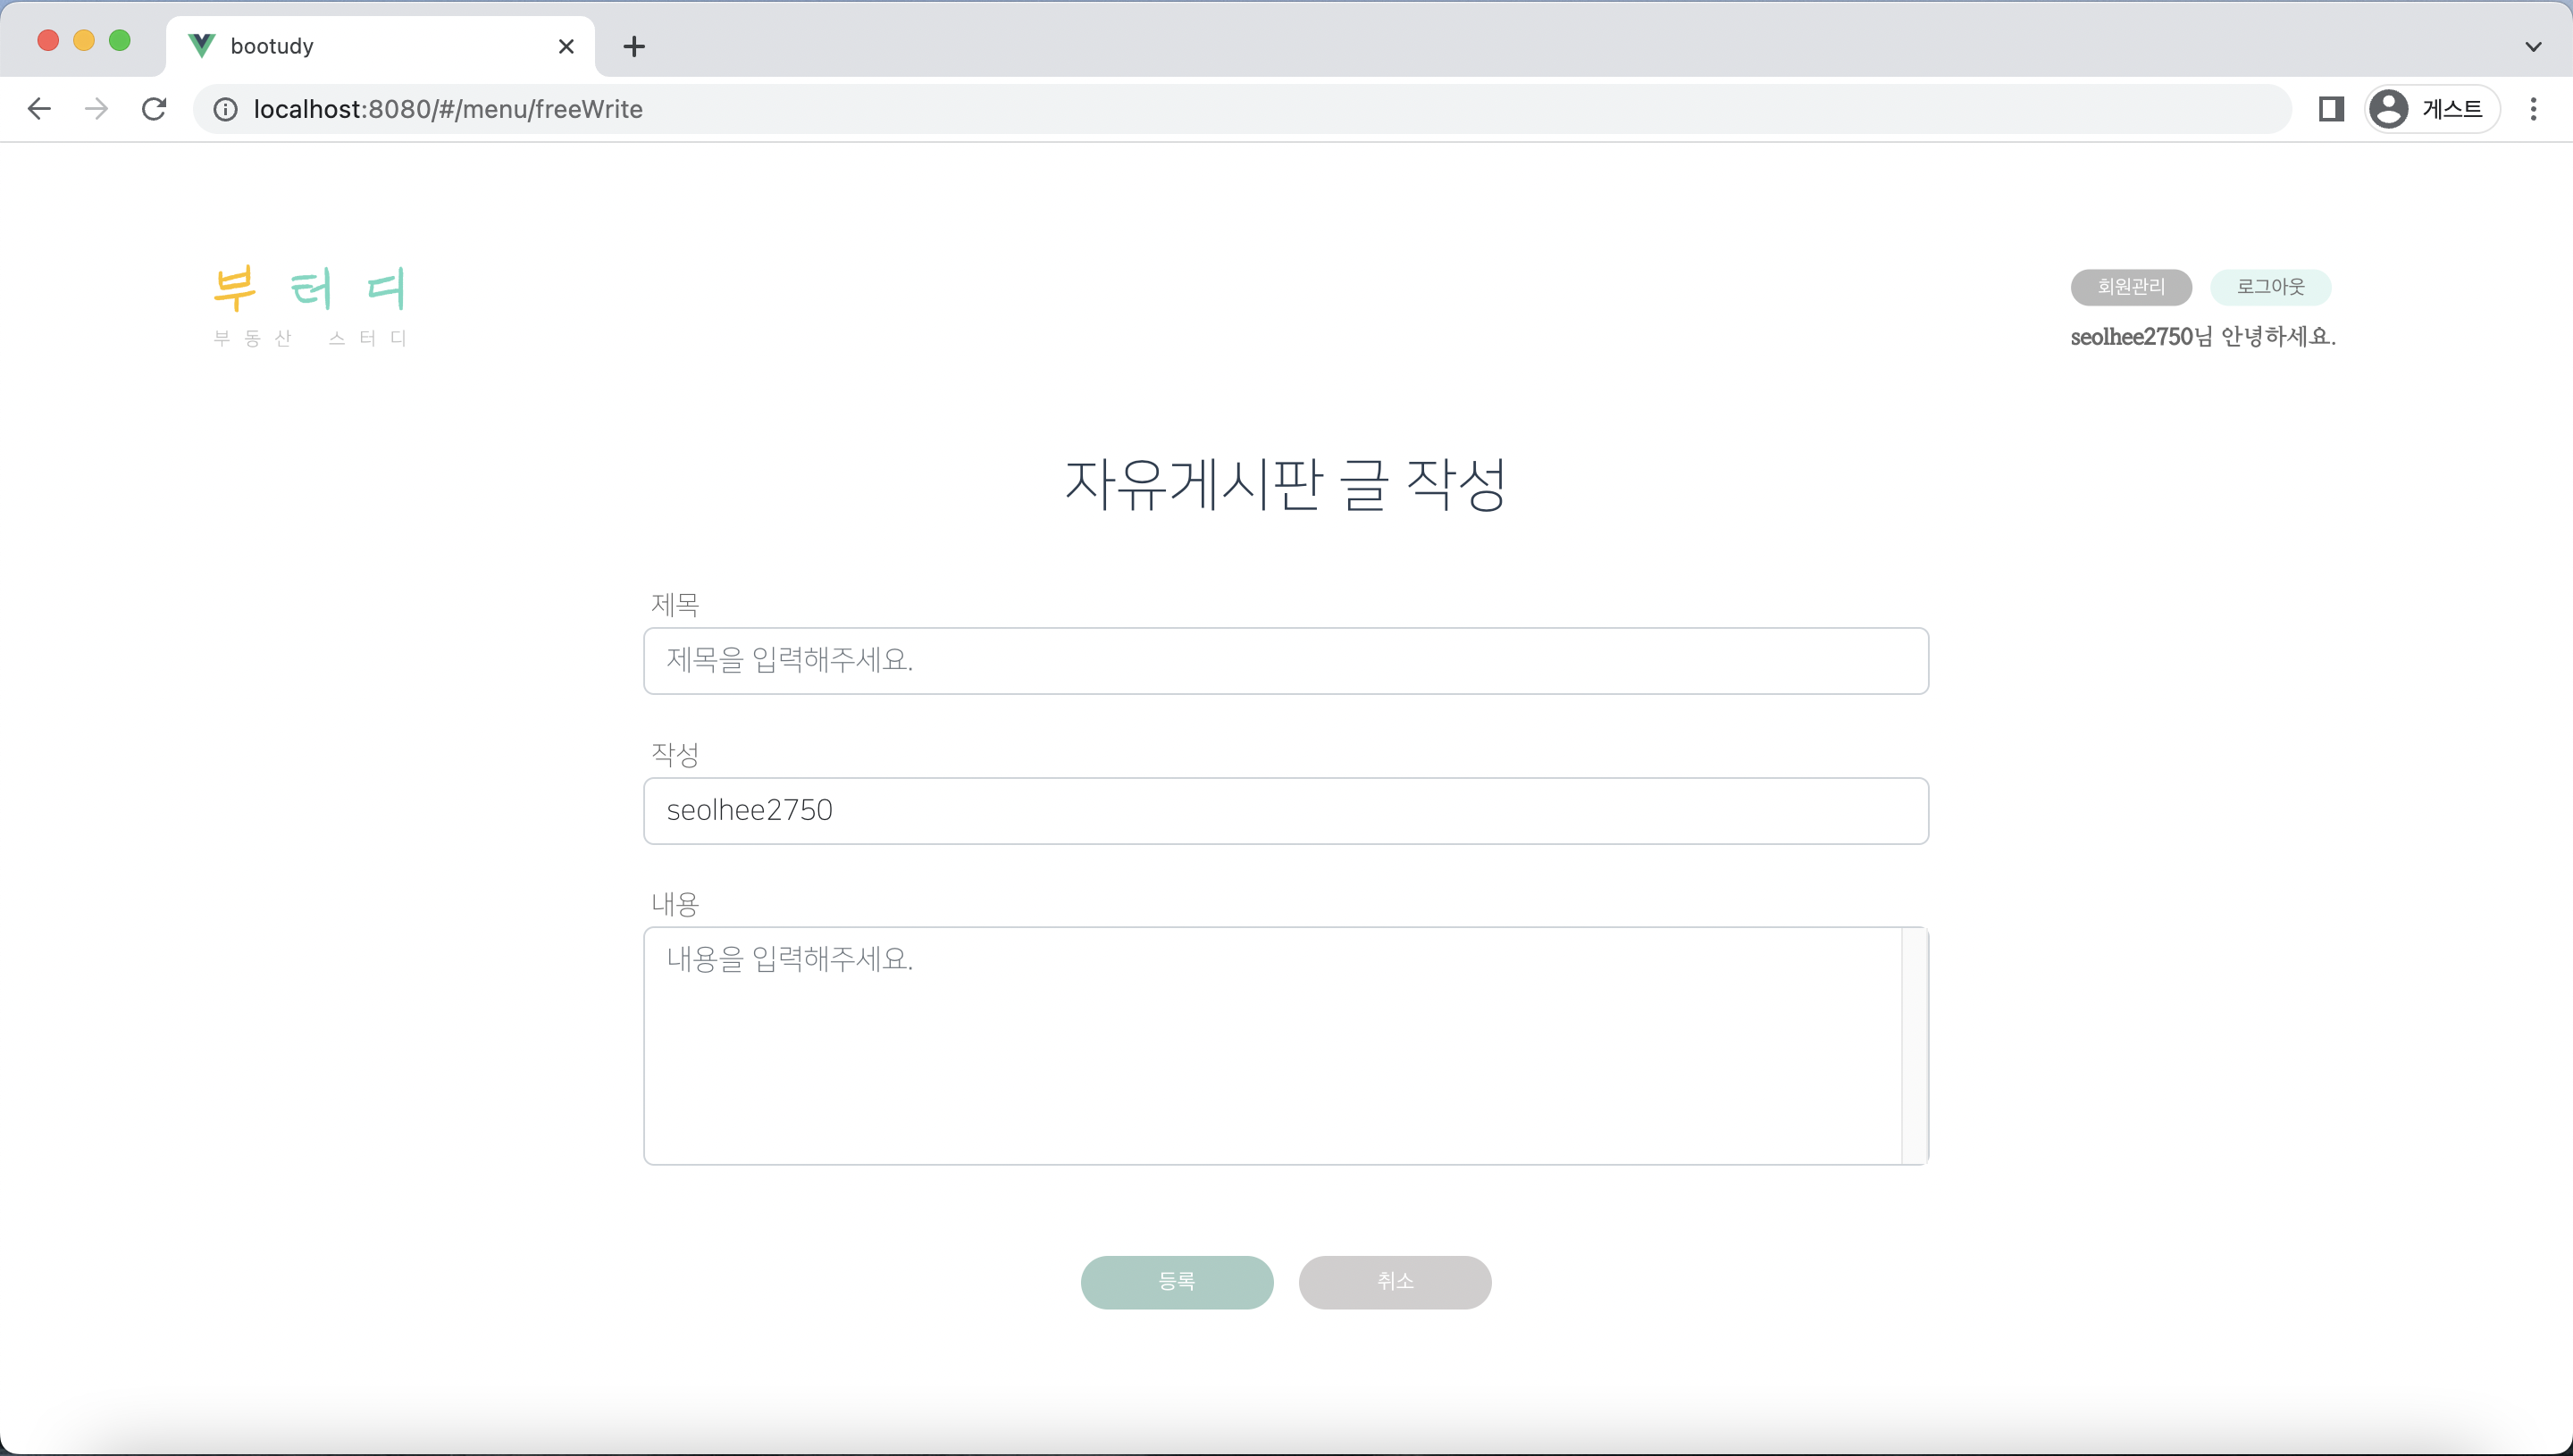 bootudy
localhost:8080/#/menu/freeWrite
게스트
부터디
부동산 스터디
회원관리
로그아웃
seolhee2750님 안녕하세요.
자유게시판 글 작성
제목
제목을 입력해주세요.
작성
seolhee2750
내용
내용을 입력해주세요.
등록
취소